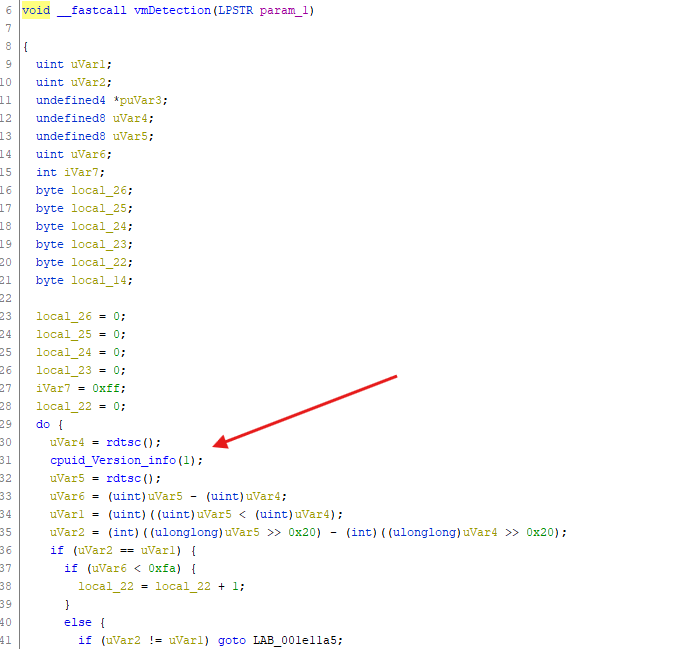 6 void __fastcall vmDetection(LPSTR param_1)
7
8 {
9 uint uVar1;
10 uint uVar2;
11 undefined4 *puVar3;
12 undefined8 uVar4;
13 undefined8 uVar5;
14 uint uVar6;
15 int iVar7;
16 byte local_26;
17 byte local_25;
18 byte local_24;
19 byte local_23;
20 byte local_22;
21 byte local_14;
22
23 local_26 = 0;
24 local_25 = 0;
25 local_24 = 0;
26 local_23 = 0;
27 iVar7 = 0xff;
28 local_22 = 0;
29 do {
30 uVar4 = rdtsc();
31 cpuid_Version_info(1);
32 uVar5 = rdtsc();
33 uVar6 = (uint)uVar5 - (uint)uVar4;
34 uVar1 = (uint)((uint)uVar5 < (uint)uVar4);
35 uVar2 = (int)((ulonglong)uVar5 >> 0x20) - (int)((ulonglong)uVar4 >> 0x20);
36 if (uVar2 == uVar1) {
37 if (uVar6 < 0xfa) {
38 local_22 = local_22 + 1;
39 }
40 else {
41 if (uVar2 != uVar1) goto LAB_001e11a5;